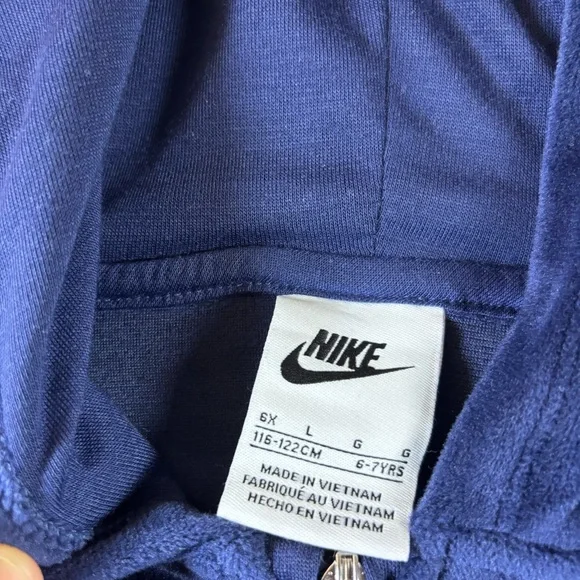 NIKE
6X L G G
116-122CM 6-7YRS
MADE IN VIETNAM
FABRIQUÉ AU VIETNAM
HECHO EN VIETNAM